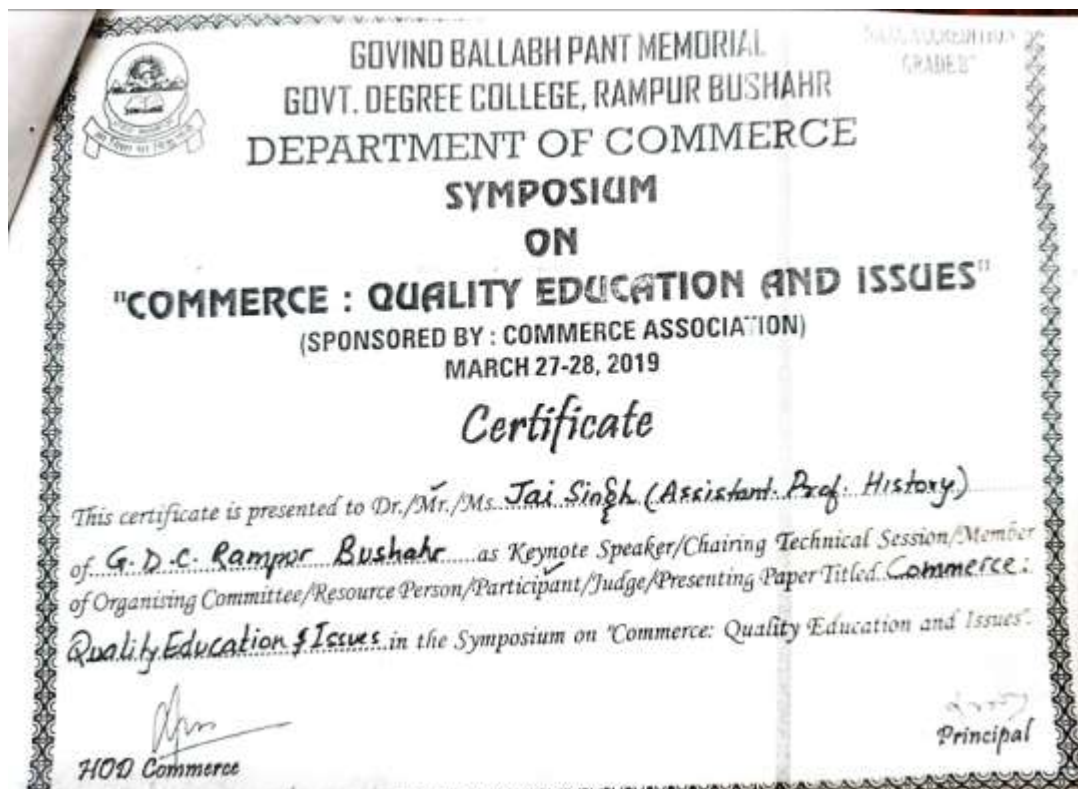 GOVIND BALLABH PANT MEMORIAL
GOVT. DEGREE COLLEGE, RAMPUR BUSHAHR
NAAC ACCREDITION
GRADE B"
DEPARTMENT OF COMMERCE
SYMPOSIUM
ON
"COMMERCE : QUALITY EDUCATION AND ISSUES"
(SPONSORED BY : COMMERCE ASSOCIATION)
MARCH 27-28, 2019
Certificate
This certificate is presented to Dr./Mr./Ms. Jai Singh (Assistant. Prof. History)
of G.D.C. Rampur Bushahr as Keynote Speaker/Chairing Technical Session/Member
of Organising Committee/Resource Person/Participant/Judge/Presenting Paper Titled Commerce:
Quality Education & Issues in the Symposium on "Commerce: Quality Education and Issues".
HOD Commerce
Principal